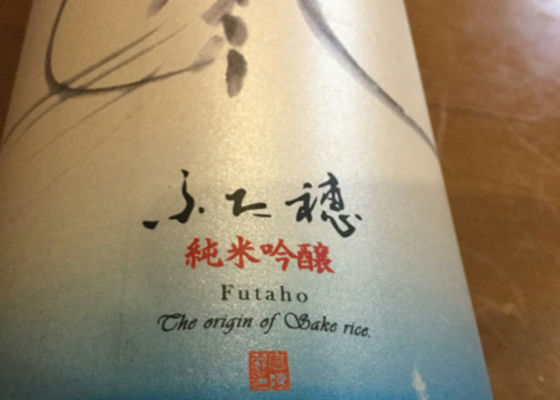 ふた穂
純米吟醸
Futaho
The origin of Sake rice.